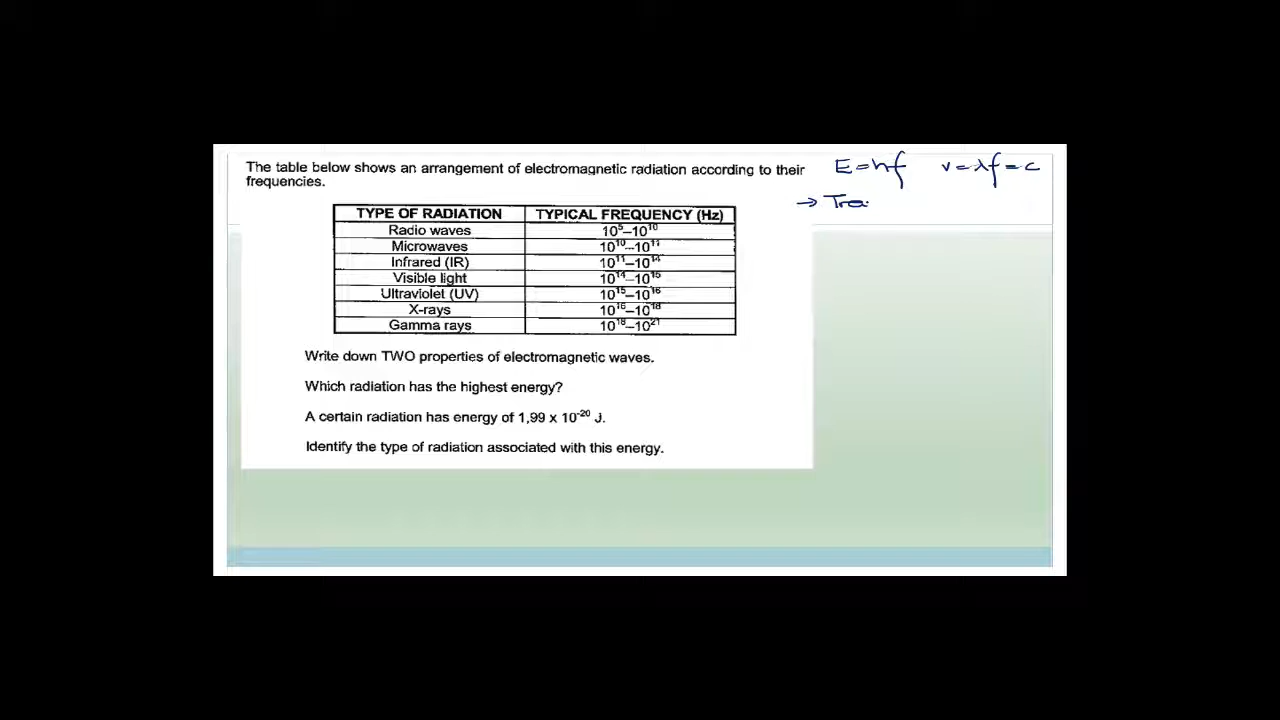 The table below shows an arrangement of electromagnetic radiation according to their
frequencies.
E = hf v = λf = c
→ Tra
TYPE OF RADIATION TYPICAL FREQUENCY (Hz)
Radio waves 10⁵–10¹⁰
Microwaves 10¹⁰–10¹¹
Infrared (IR) 10¹¹–10¹⁴
Visible light 10¹⁴–10¹⁵
Ultraviolet (UV) 10¹⁵–10¹⁶
X-rays 10¹⁶–10¹⁸
Gamma rays 10¹⁸–10²¹
Write down TWO properties of electromagnetic waves.
Which radiation has the highest energy?
A certain radiation has energy of 1,99 x 10⁻²⁰ J.
Identify the type of radiation associated with this energy.